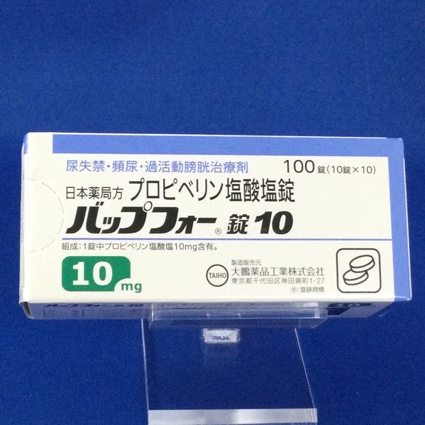 尿失禁・頻尿・過活動膀胱治療剤 100錠(10錠×10)
日本薬局方 プロピベリン塩酸塩錠
バップフォー®錠10
組成:1錠中プロピベリン塩酸塩10mg含有。
10mg
製造販売元
TAIHO 大鵬薬品工業株式会社
東京都千代田区神田錦町1-27
®:登録商標